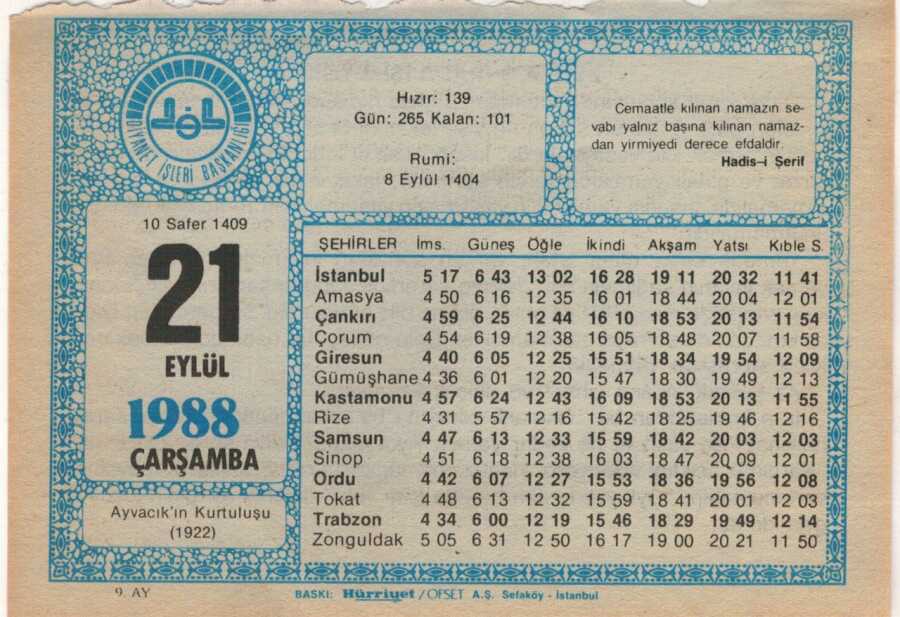 DİYANET İŞLERİ BAŞKANLIĞI
Hızır: 139
Gün: 265 Kalan: 101
Rumi:
8 Eylül 1404
Cemaatle kılınan namazın se-
vabı yalnız başına kılınan namaz-
dan yirmiyedi derece efdaldir.
Hadis-i Şerif
10 Safer 1409
21
EYLÜL
1988
ÇARŞAMBA
Ayvacık'ın Kurtuluşu
(1922)
ŞEHİRLER İms. Güneş Öğle İkindi Akşam Yatsı Kıble S.
İstanbul 5 17 6 43 13 02 16 28 19 11 20 32 11 41
Amasya 4 50 6 16 12 35 16 01 18 44 20 04 12 01
Çankırı 4 59 6 25 12 44 16 10 18 53 20 13 11 54
Çorum 4 54 6 19 12 38 16 05 18 48 20 07 11 58
Giresun 4 40 6 05 12 25 15 51 18 34 19 54 12 09
Gümüşhane 4 36 6 01 12 20 15 47 18 30 19 49 12 13
Kastamonu 4 57 6 24 12 43 16 09 18 53 20 13 11 55
Rize 4 31 5 57 12 16 15 42 18 25 19 46 12 16
Samsun 4 47 6 13 12 33 15 59 18 42 20 03 12 03
Sinop 4 51 6 18 12 38 16 03 18 47 20 09 12 01
Ordu 4 42 6 07 12 27 15 53 18 36 19 56 12 08
Tokat 4 48 6 13 12 32 15 59 18 41 20 01 12 03
Trabzon 4 34 6 00 12 19 15 46 18 29 19 49 12 14
Zonguldak 5 05 6 31 12 50 16 17 19 00 20 21 11 50
9. AY
BASKI: Hürriyet / OFSET A.Ş. Sefaköy - İstanbul